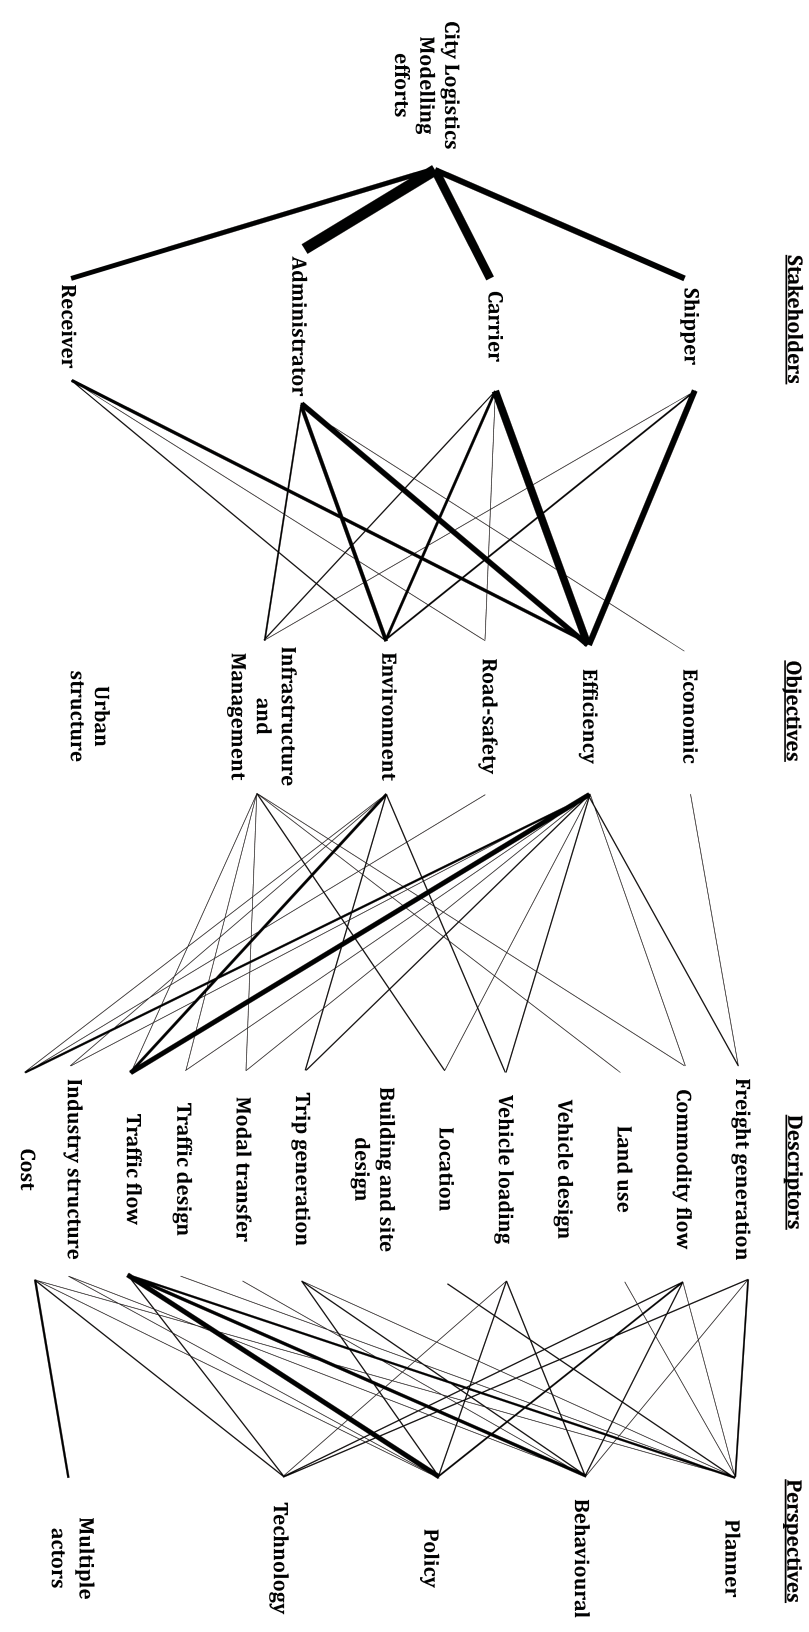 City Logistics
Modelling
efforts
Stakeholders
Shipper
Carrier
Administrator
Receiver
Objectives
Economic
Efficiency
Road-safety
Environment
Infrastructure
and
Management
Urban
structure
Descriptors
Freight generation
Commodity flow
Land use
Vehicle design
Vehicle loading
Location
Building and site
design
Trip generation
Modal transfer
Traffic design
Traffic flow
Industry structure
Cost
Perspectives
Planner
Behavioural
Policy
Technology
Multiple
actors